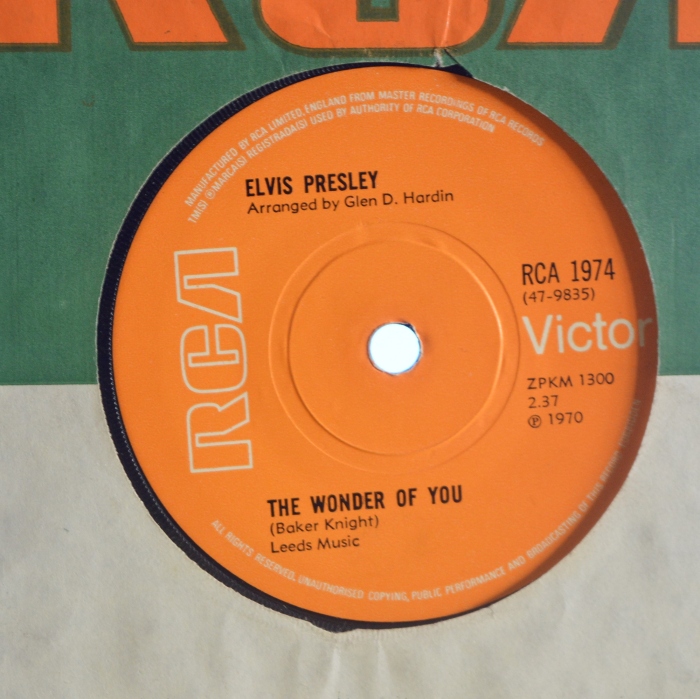 RCA
MANUFACTURED BY RCA LIMITED, ENGLAND FROM MASTER RECORDINGS OF RCA RECORDS
TM(S) ® MARCA(S) REGISTRADA(S) USED BY AUTHORITY OF RCA CORPORATION
ELVIS PRESLEY
Arranged by Glen D. Hardin
RCA
RCA 1974
(47-9835)
Victor
ZPKM 1300
2.37
℗ 1970
THE WONDER OF YOU
(Baker Knight)
Leeds Music
ALL RIGHTS RESERVED, UNAUTHORISED COPYING, PUBLIC PERFORMANCE AND BROADCASTING OF THIS RECORD